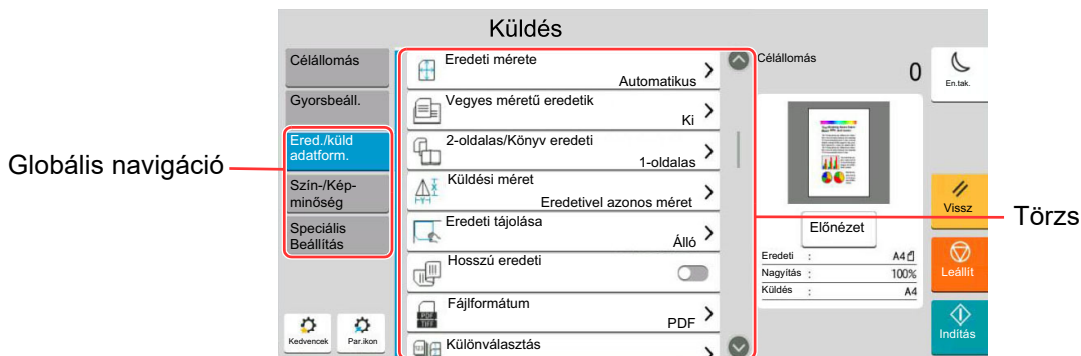 Küldés
Globális navigáció
Célállomás
Gyorsbeáll.
Ered./küld
adatform.
Szín-/Kép-
minőség
Speciális
Beállítás
Kedvencek
Par.ikon
Eredeti mérete
Automatikus
Vegyes méretű eredetik
Ki
2-oldalas/Könyv eredeti
1-oldalas
Küldési méret
Eredetivel azonos méret
Eredeti tájolása
Álló
Hosszú eredeti
Fájlformátum
PDF
TIFF
PDF
Különválasztás
123
Célállomás
0
Előnézet
Eredeti : A4
Nagyítás : 100%
Küldés : A4
En.tak.
Vissz
Leállít
Indítás
Törzs